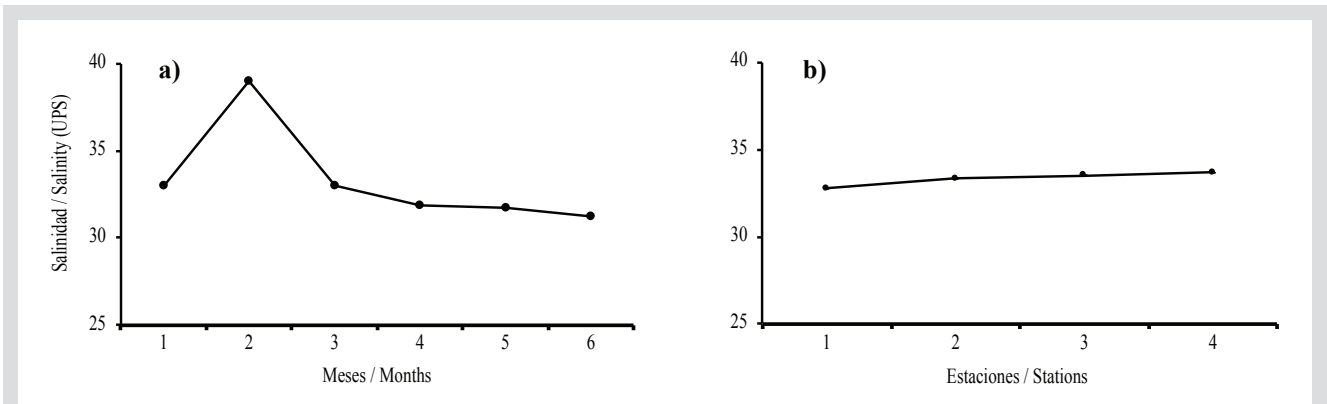 a)
40
35
30
25
Salinidad / Salinity (UPS)
1 2 3 4 5 6
Meses / Months
b)
40
35
30
25
1 2 3 4
Estaciones / Stations